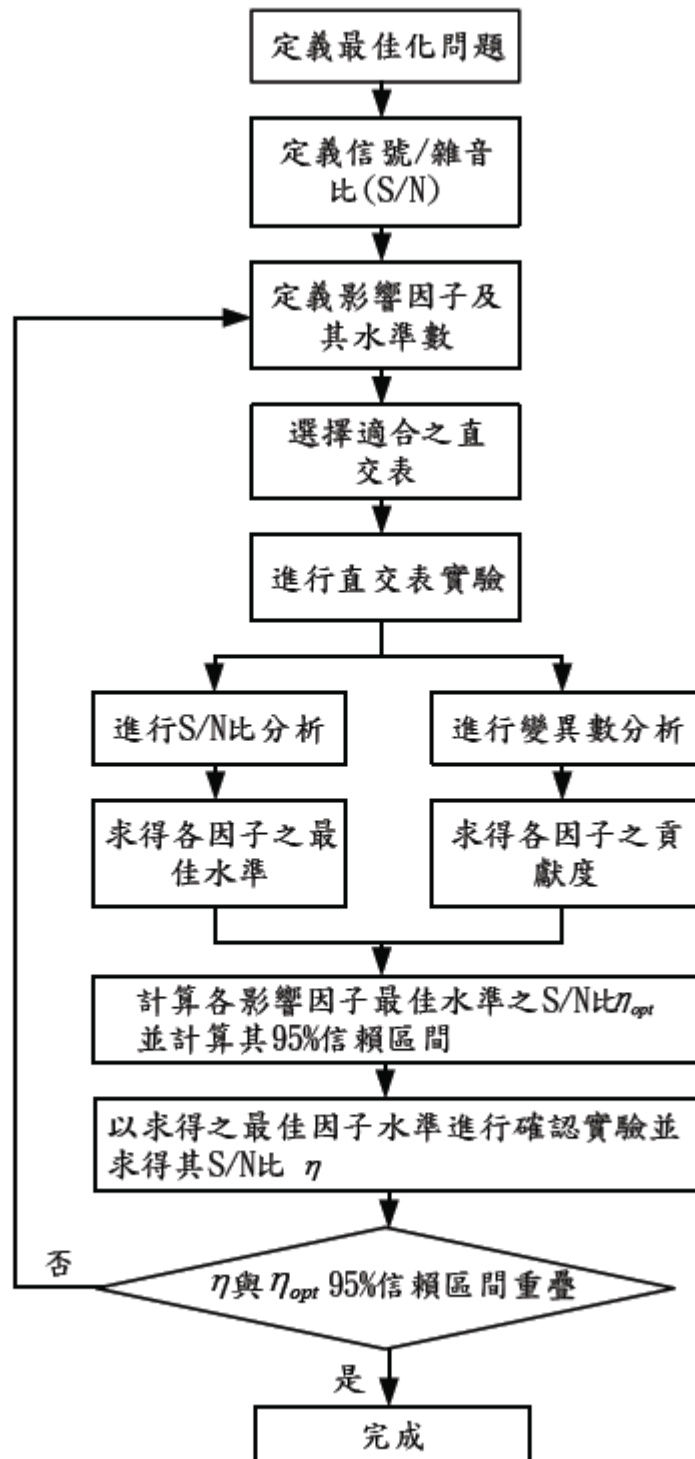 定義最佳化問題
定義信號/雜音
比(S/N)
定義影響因子及
其水準數
選擇適合之直
交表
進行直交表實驗
進行S/N比分析
進行變異數分析
求得各因子之最
佳水準
求得各因子之貢
獻度
計算各影響因子最佳水準之S/N比ηopt
並計算其95%信賴區間
以求得之最佳因子水準進行確認實驗並
求得其S/N比 η
否
η與ηopt 95%信賴區間重疊
是
完成